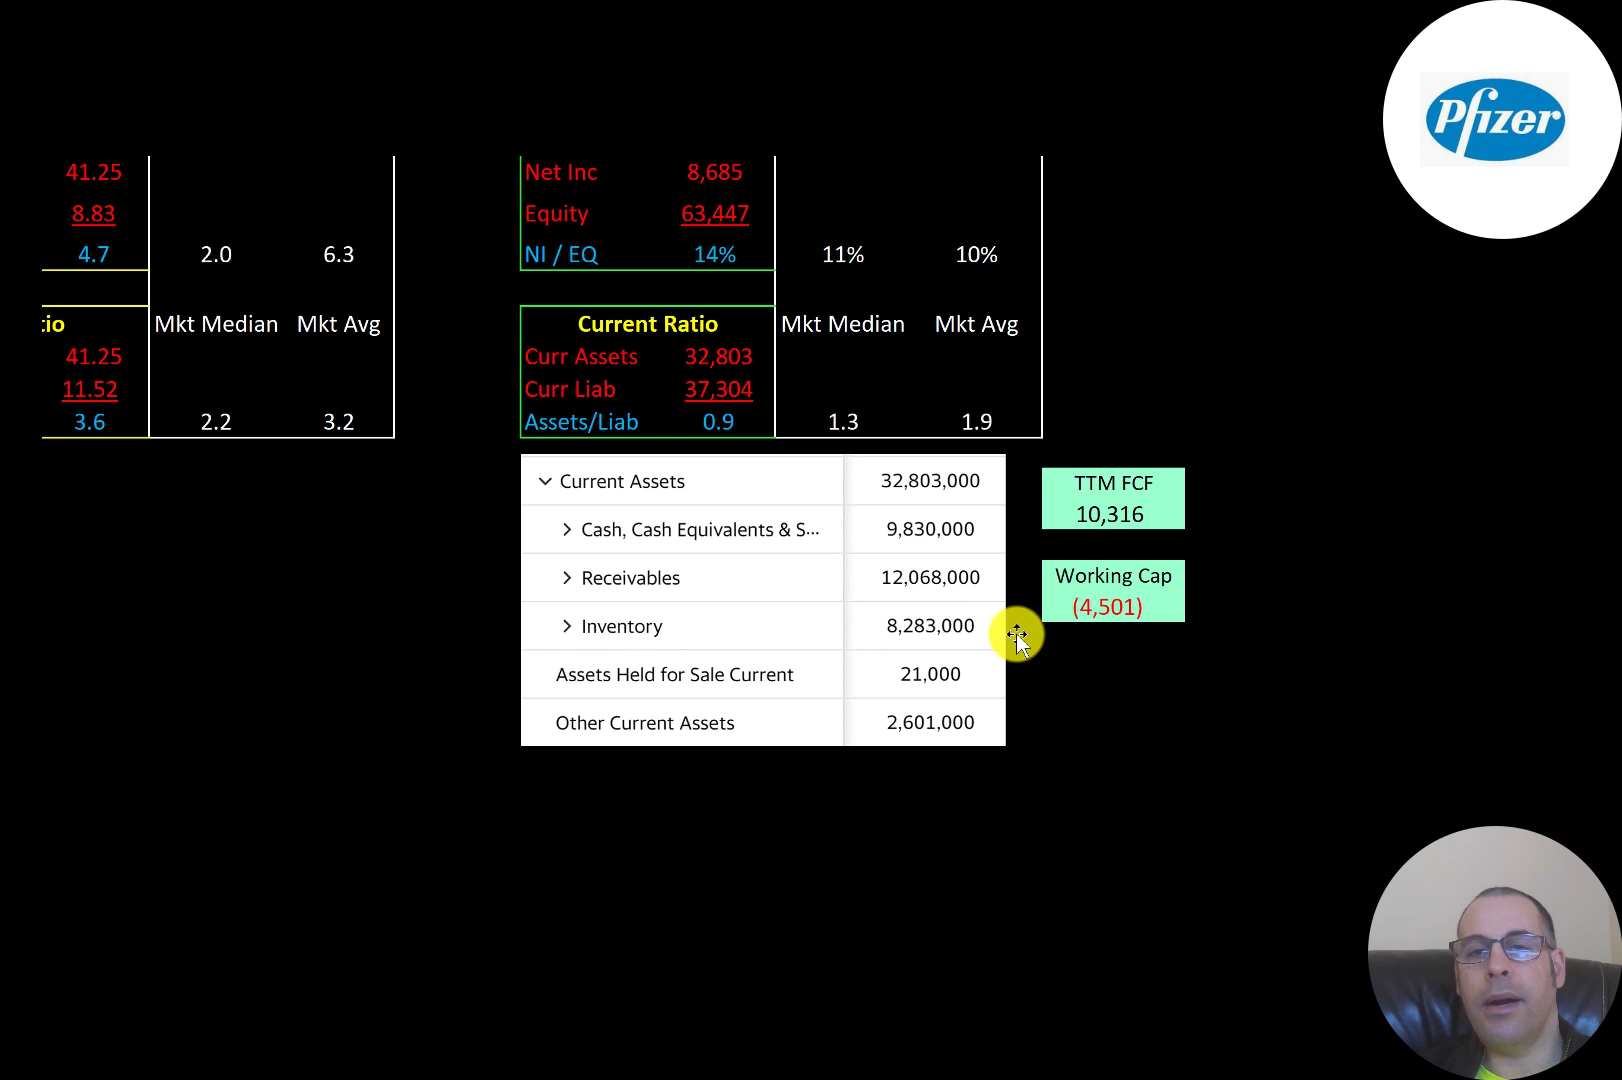 Pfizer
41.25
8.83
4.7 2.0 6.3
tio Mkt Median Mkt Avg
41.25
11.52
3.6 2.2 3.2
Net Inc 8,685
Equity 63,447
NI / EQ 14% 11% 10%
Current Ratio Mkt Median Mkt Avg
Curr Assets 32,803
Curr Liab 37,304
Assets/Liab 0.9 1.3 1.9
Current Assets 32,803,000
Cash, Cash Equivalents & S... 9,830,000
Receivables 12,068,000
Inventory 8,283,000
Assets Held for Sale Current 21,000
Other Current Assets 2,601,000
TTM FCF
10,316
Working Cap
(4,501)